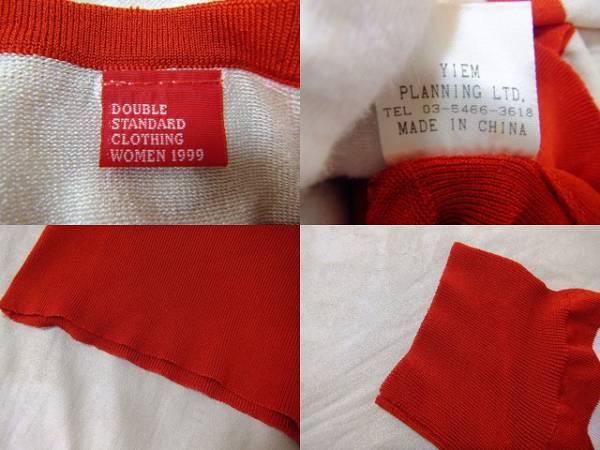 DOUBLE
STANDARD
CLOTHING
WOMEN 1999
YIEM
PLANNING LTD.
TEL 03-5466-3618
MADE IN CHINA